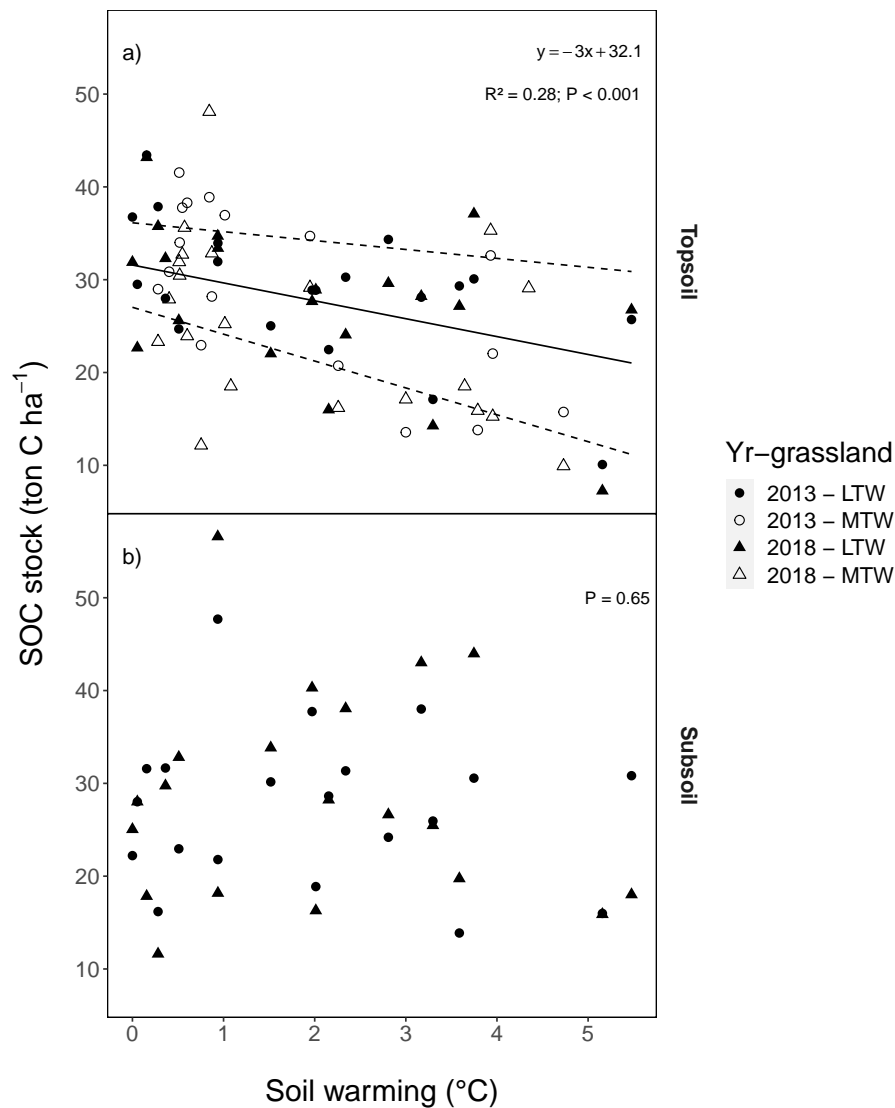 a)
y = −3x + 32.1
R² = 0.28; P < 0.001
50
40
30
20
10
Topsoil
b)
P = 0.65
50
40
30
20
10
Subsoil
SOC stock (ton C ha⁻¹)
0 1 2 3 4 5
Soil warming (°C)
Yr−grassland
2013 − LTW
2013 − MTW
2018 − LTW
2018 − MTW